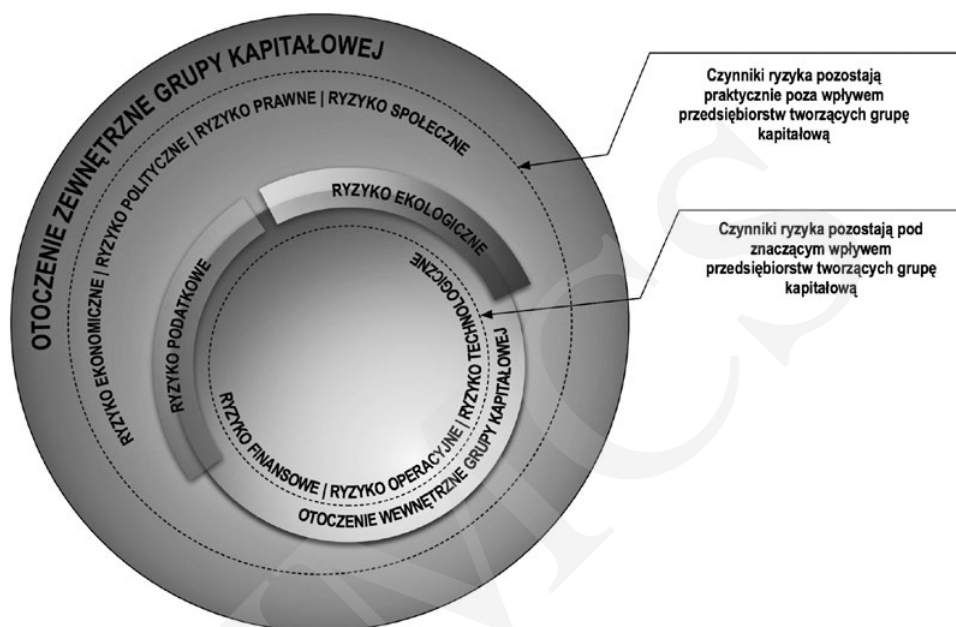 OTOCZENIE ZEWNĘTRZNE GRUPY KAPITAŁOWEJ
RYZYKO EKONOMICZNE | RYZYKO POLITYCZNE | RYZYKO PRAWNE | RYZYKO SPOŁECZNE
RYZYKO PODATKOWE
RYZYKO EKOLOGICZNE
RYZYKO FINANSOWE | RYZYKO OPERACYJNE | RYZYKO TECHNOLOGICZNE
OTOCZENIE WEWNĘTRZNE GRUPY KAPITAŁOWEJ
Czynniki ryzyka pozostają
praktycznie poza wpływem
przedsiębiorstw tworzących grupę
kapitałową
Czynniki ryzyka pozostają pod
znaczącym wpływem
przedsiębiorstw tworzących grupę
kapitałową
UMCS